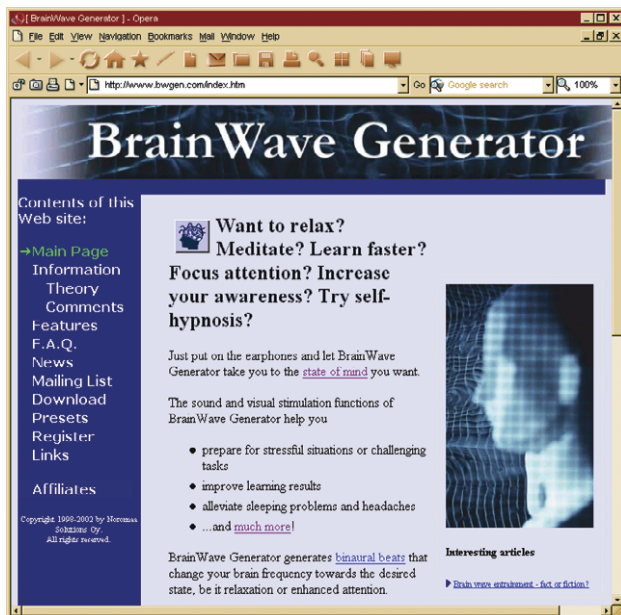 [ BrainWave Generator ] - Opera
File Edit View Navigation Bookmarks Mail Window Help
http://www.bwgen.com/index.htm Go Google search 100%
BrainWave Generator
Contents of this
Web site:
→Main Page
Information
Theory
Comments
Features
F.A.Q.
News
Mailing List
Download
Presets
Register
Links
Affiliates
Copyright 1998-2002 by Noromaa
Solutions Oy.
All rights reserved.
Want to relax?
Meditate? Learn faster?
Focus attention? Increase
your awareness? Try self-
hypnosis?
Just put on the earphones and let BrainWave
Generator take you to the state of mind you want.
The sound and visual stimulation functions of
BrainWave Generator help you
• prepare for stressful situations or challenging
tasks
• improve learning results
• alleviate sleeping problems and headaches
• ...and much more!
BrainWave Generator generates binaural beats that
change your brain frequency towards the desired
state, be it relaxation or enhanced attention.
Interesting articles
Brain wave entrainment - fact or fiction?